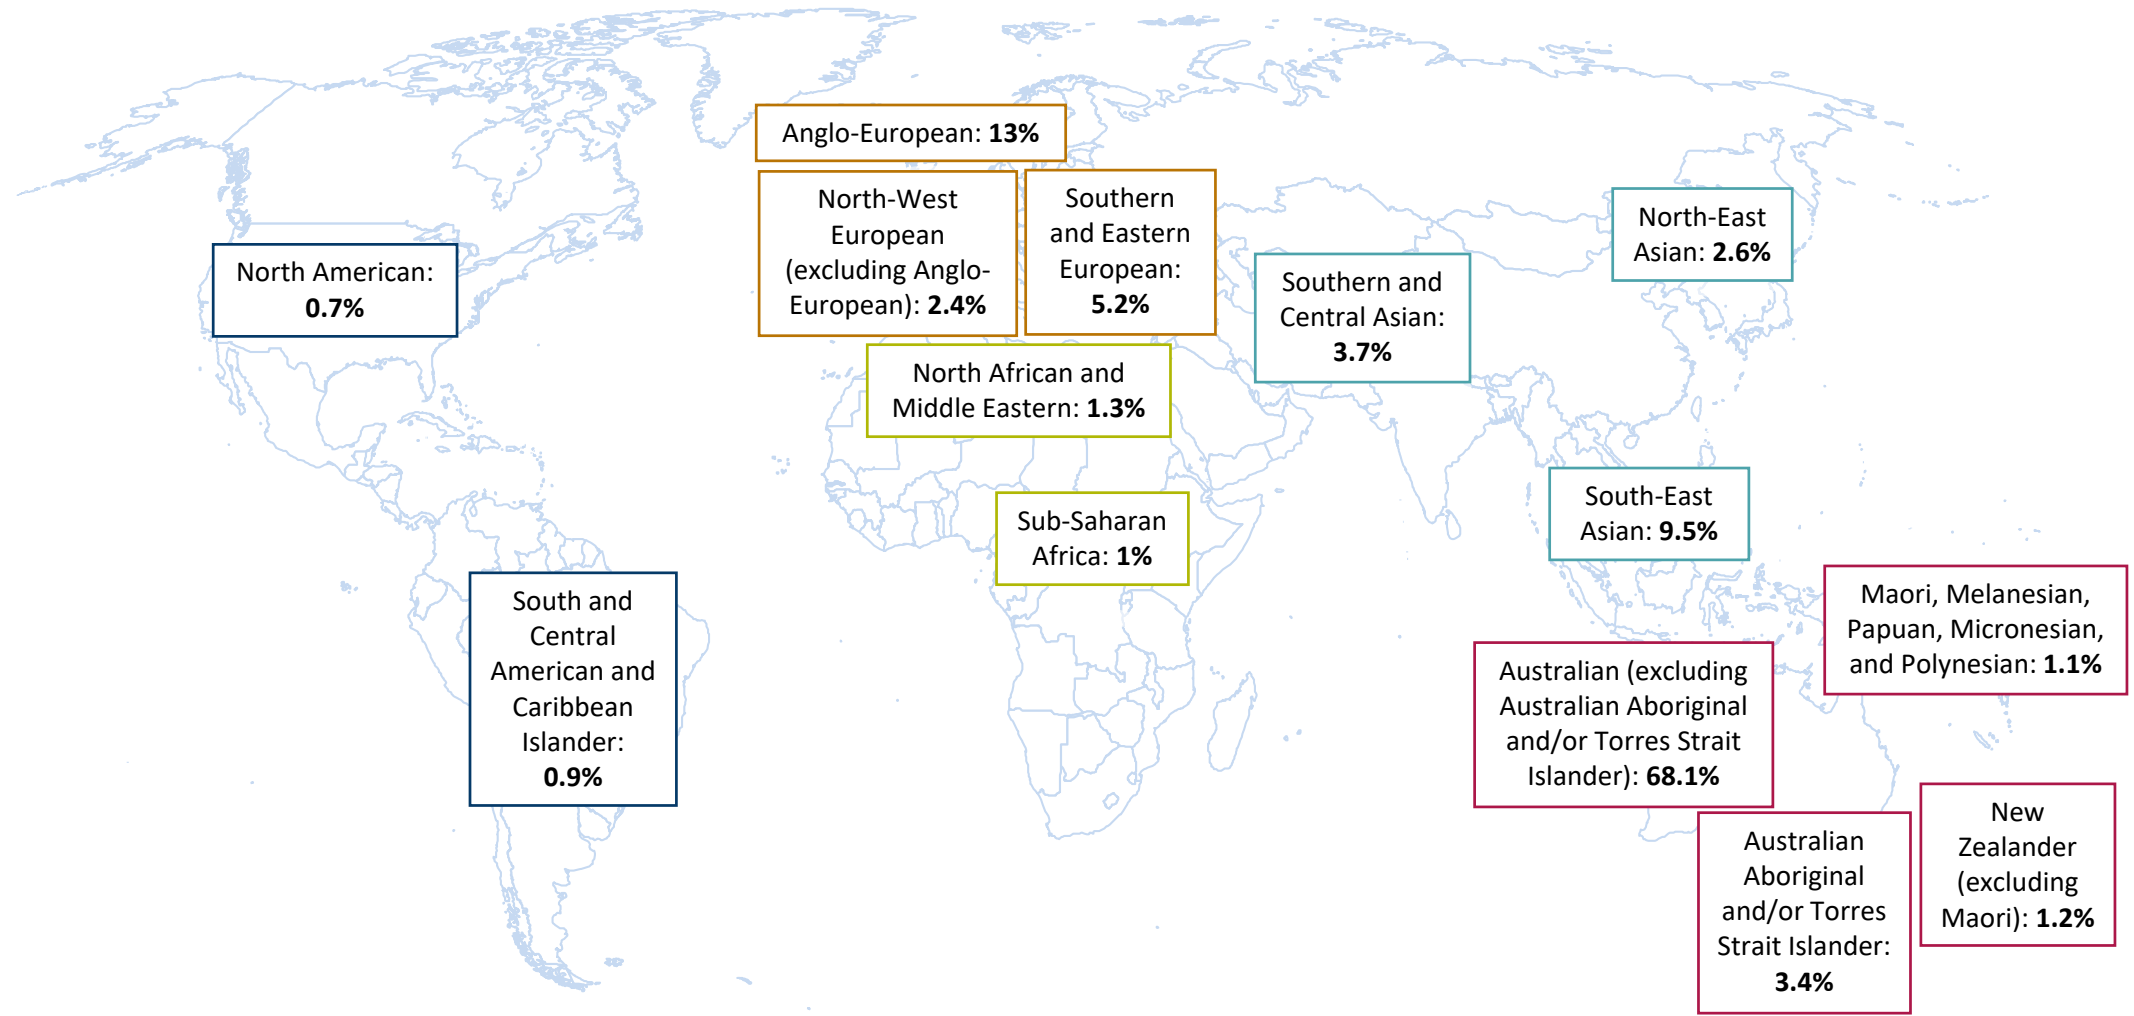 Anglo-European: 13%
North-West
European
(excluding Anglo-
European): 2.4%
Southern
and Eastern
European:
5.2%
North-East
Asian: 2.6%
North American:
0.7%
Southern and
Central Asian:
3.7%
North African and
Middle Eastern: 1.3%
South-East
Asian: 9.5%
Sub-Saharan
Africa: 1%
Maori, Melanesian,
Papuan, Micronesian,
and Polynesian: 1.1%
South and
Central
American and
Caribbean
Islander:
0.9%
Australian (excluding
Australian Aboriginal
and/or Torres Strait
Islander): 68.1%
New
Zealander
(excluding
Maori): 1.2%
Australian
Aboriginal
and/or Torres
Strait Islander:
3.4%